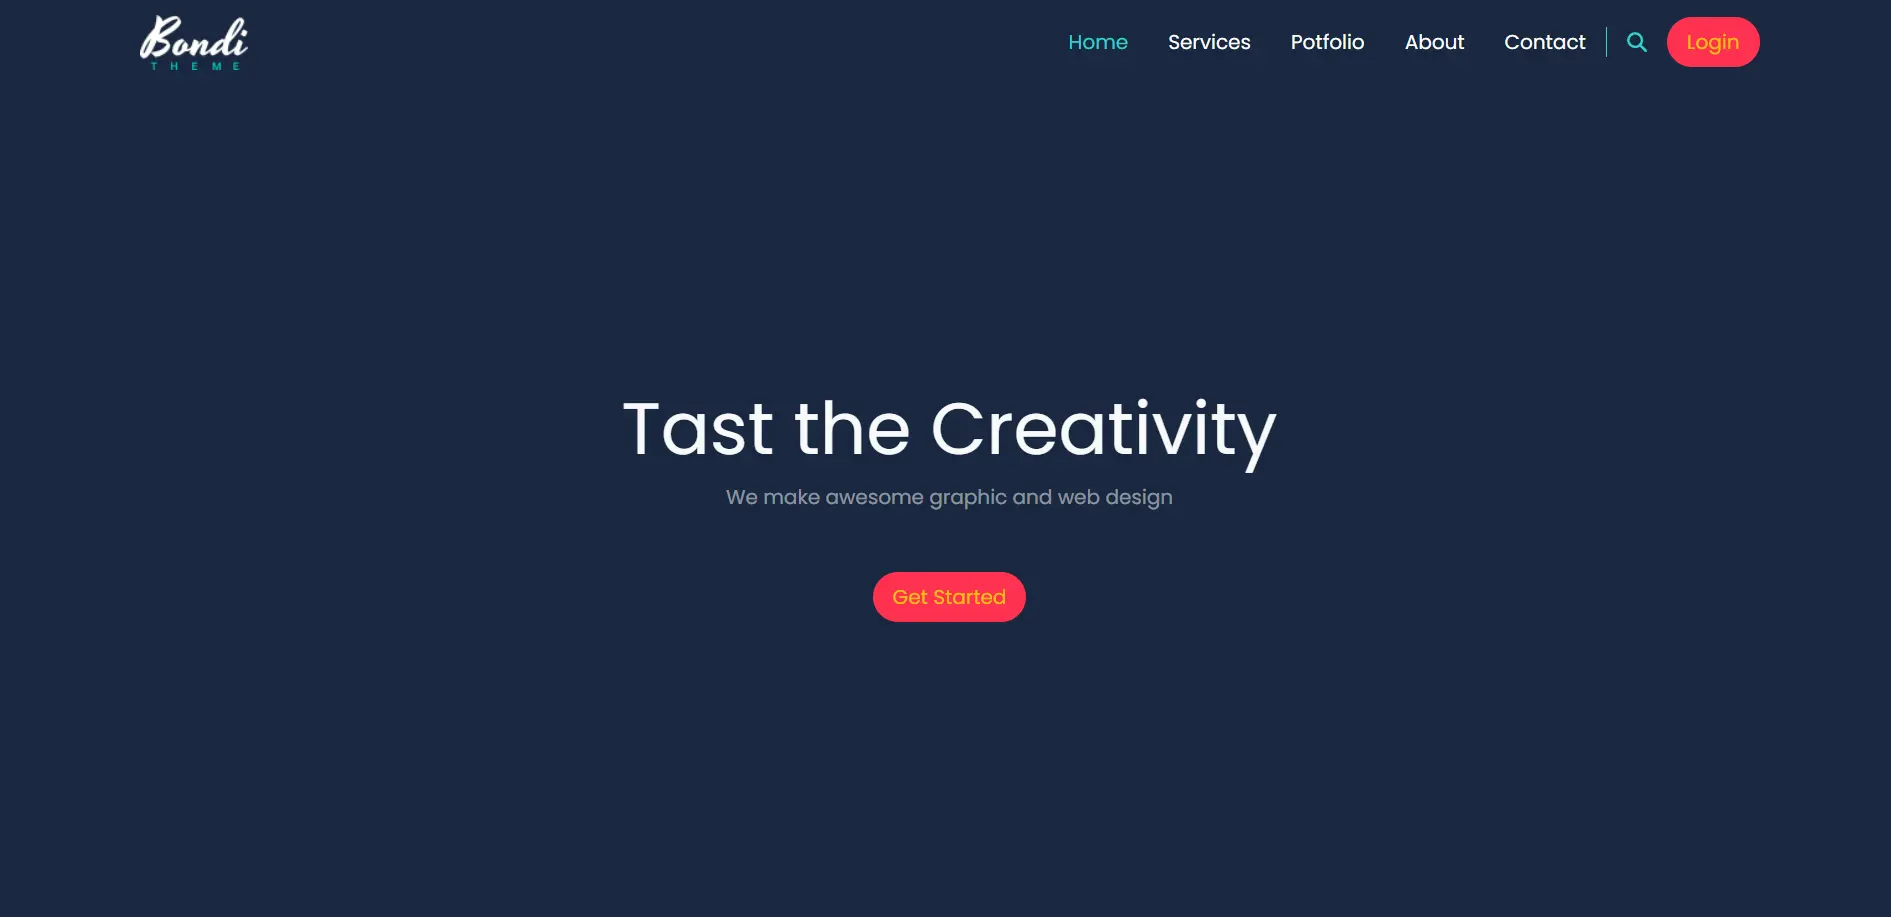 Bondi
THEME
Home Services Potfolio About Contact Login
Tast the Creativity
We make awesome graphic and web design
Get Started